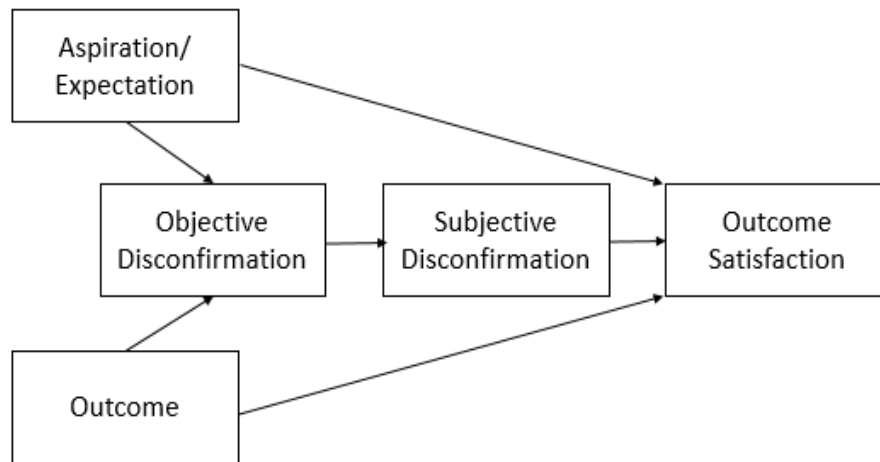 Aspiration/
Expectation
Objective
Disconfirmation
Subjective
Disconfirmation
Outcome
Satisfaction
Outcome